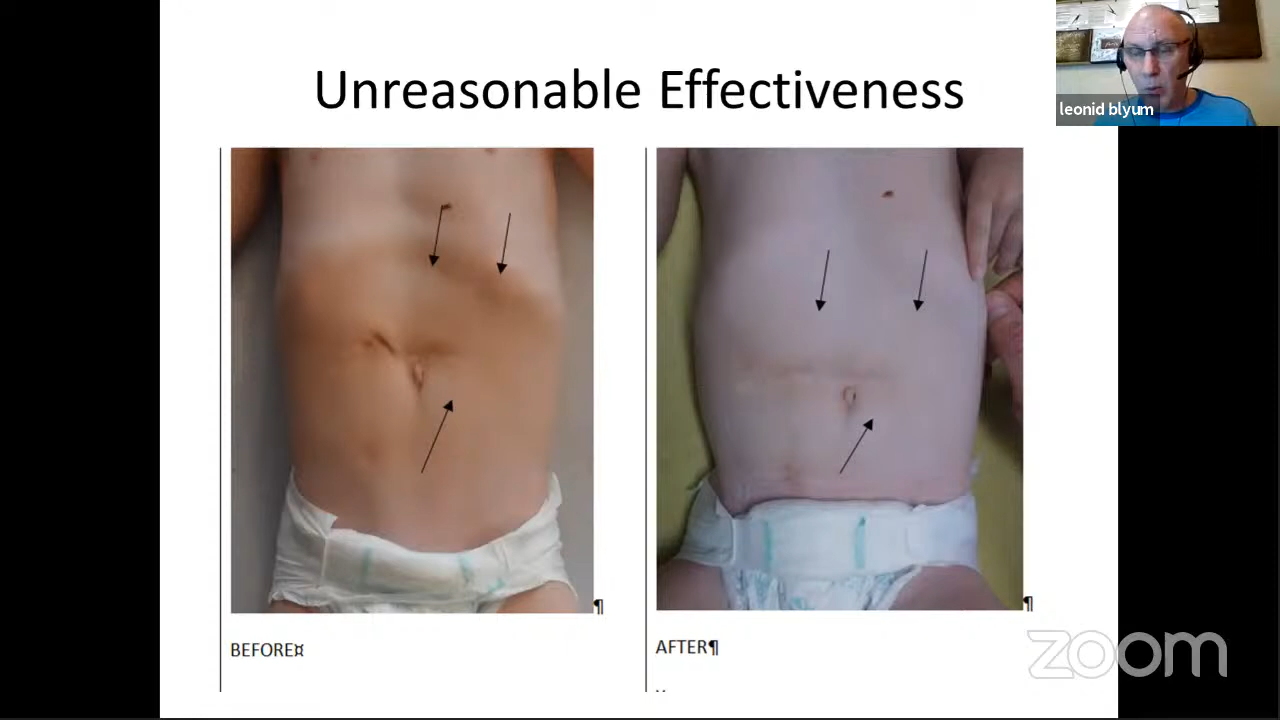 Unreasonable Effectiveness
leonid blyum
¶
¶
BEFORE¤
AFTER¶
zoom